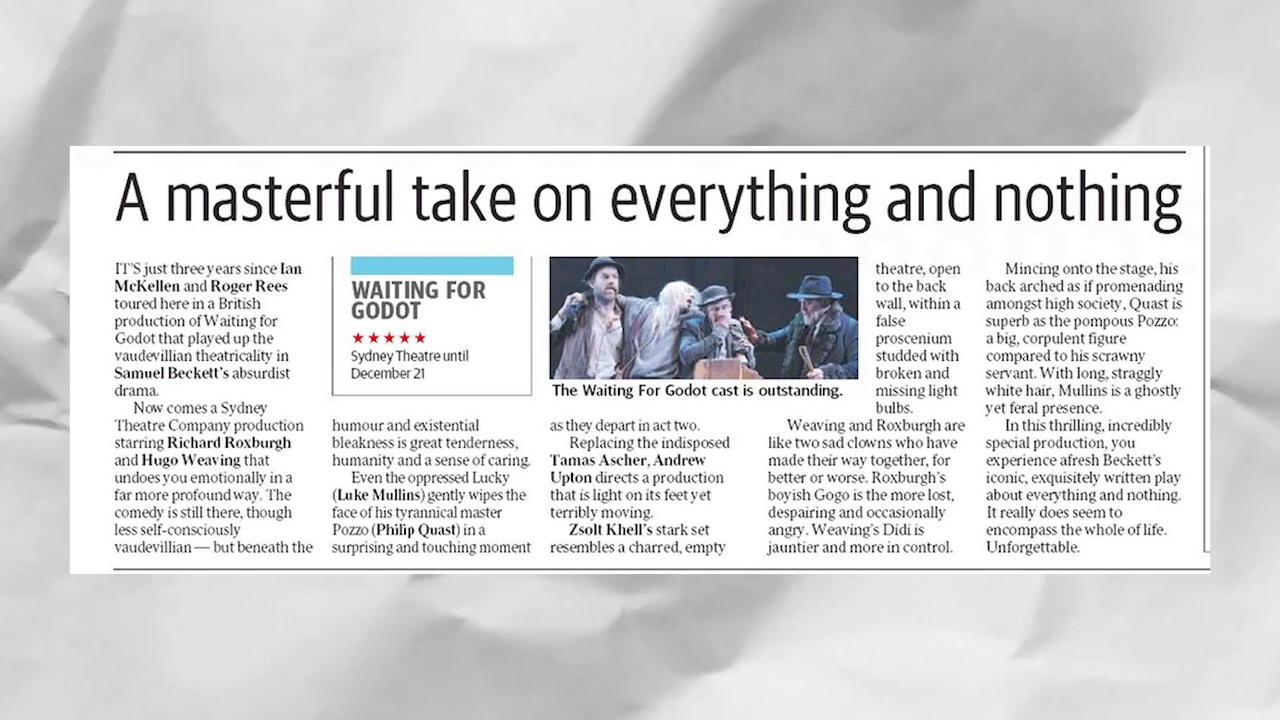 A masterful take on everything and nothing
IT'S just three years since Ian
McKellen and Roger Rees
toured here in a British
production of Waiting for
Godot that played up the
vaudevillian theatricality in
Samuel Beckett's absurdist
drama.
Now comes a Sydney
Theatre Company production
starring Richard Roxburgh
and Hugo Weaving that
undoes you emotionally in a
far more profound way. The
comedy is still there, though
less self-consciously
vaudevillian — but beneath the
WAITING FOR
GODOT
★★★★★
Sydney Theatre until
December 21
humour and existential
bleakness is great tenderness,
humanity and a sense of caring.
Even the oppressed Lucky
(Luke Mullins) gently wipes the
face of his tyrannical master
Pozzo (Philip Quast) in a
surprising and touching moment
The Waiting For Godot cast is outstanding.
as they depart in act two.
Replacing the indisposed
Tamas Ascher, Andrew
Upton directs a production
that is light on its feet yet
terribly moving.
Zsolt Khell's stark set
resembles a charred, empty
theatre, open
to the back
wall, within a
false
proscenium
studded with
broken and
missing light
bulbs.
Weaving and Roxburgh are
like two sad clowns who have
made their way together, for
better or worse. Roxburgh's
boyish Gogo is the more lost,
despairing and occasionally
angry. Weaving's Didi is
jauntier and more in control.
Mincing onto the stage, his
back arched as if promenading
amongst high society, Quast is
superb as the pompous Pozzo:
a big, corpulent figure
compared to his scrawny
servant. With long, straggly
white hair, Mullins is a ghostly
yet feral presence.
In this thrilling, incredibly
special production, you
experience afresh Beckett's
iconic, exquisitely written play
about everything and nothing.
It really does seem to
encompass the whole of life.
Unforgettable.